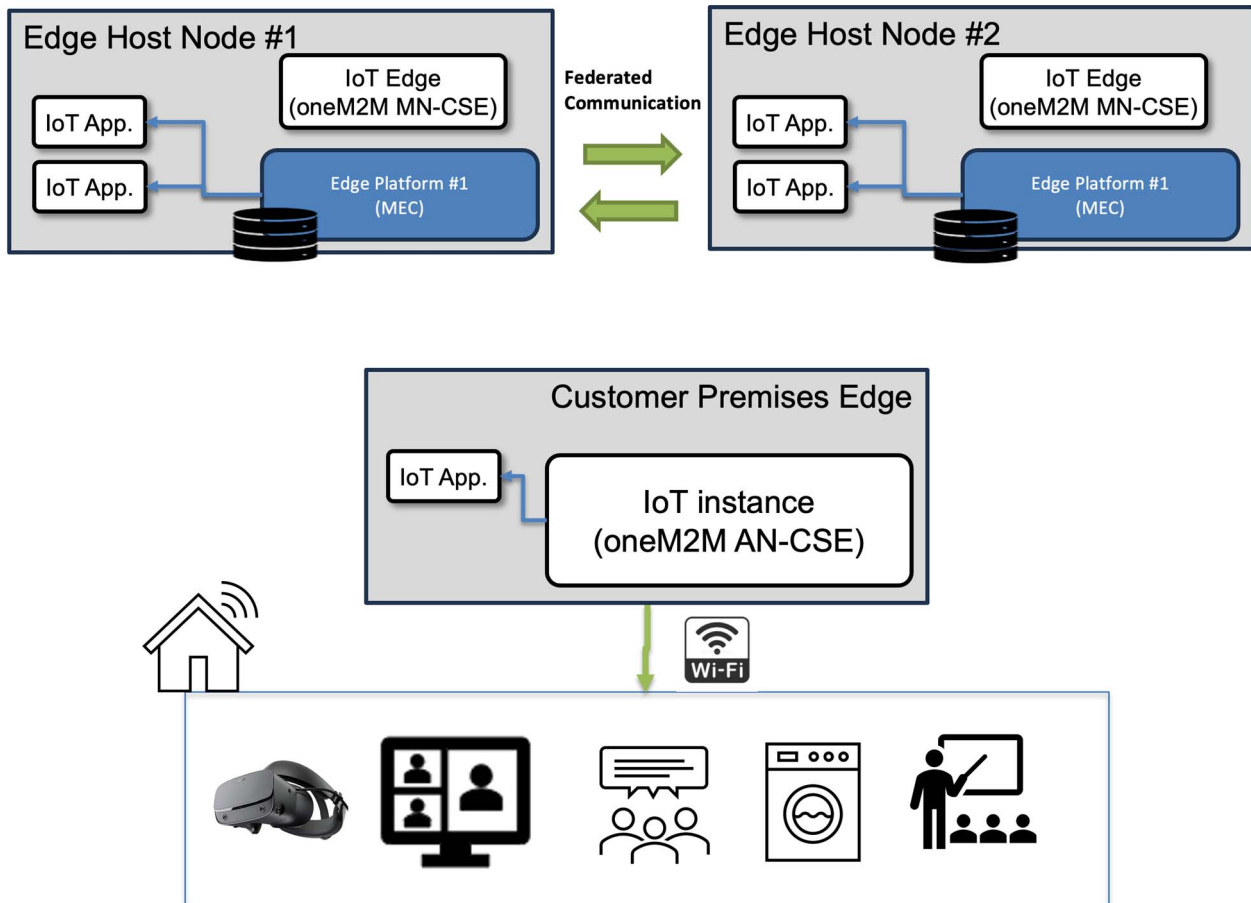 Edge Host Node #1
IoT Edge
(oneM2M MN-CSE)
IoT App.
IoT App.
Edge Platform #1
(MEC)
Federated
Communication
Edge Host Node #2
IoT Edge
(oneM2M MN-CSE)
IoT App.
IoT App.
Edge Platform #1
(MEC)
Customer Premises Edge
IoT App.
IoT instance
(oneM2M AN-CSE)
Wi-Fi